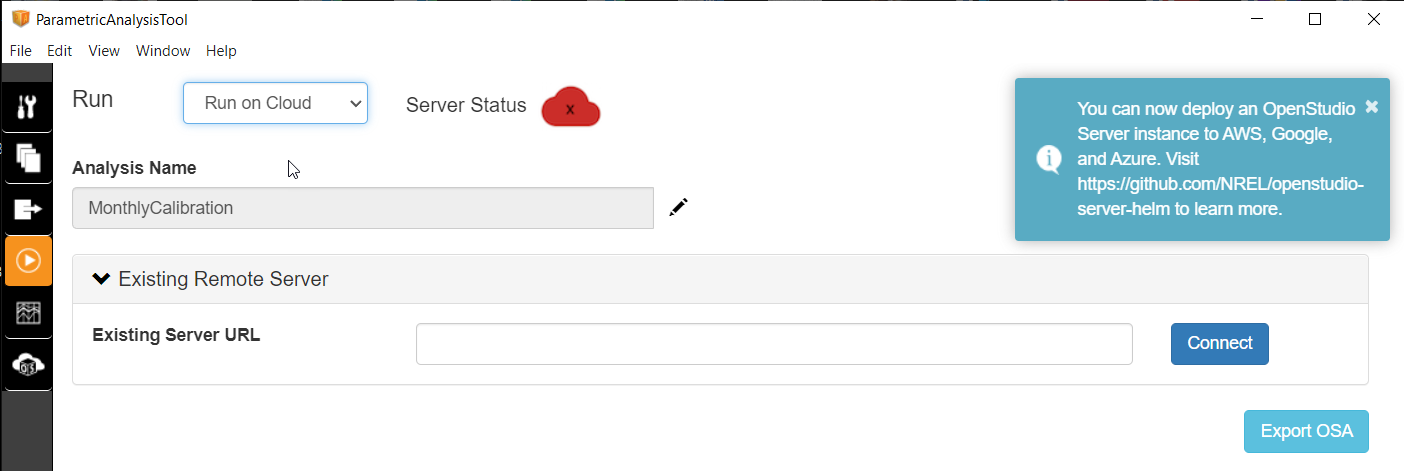 ParametricAnalysisTool
File Edit View Window Help
Run
Run on Cloud
Server Status
x
You can now deploy an OpenStudio
Server instance to AWS, Google,
and Azure. Visit
https://github.com/NREL/openstudio-
server-helm to learn more.
Analysis Name
MonthlyCalibration
Existing Remote Server
Existing Server URL
Connect
Export OSA